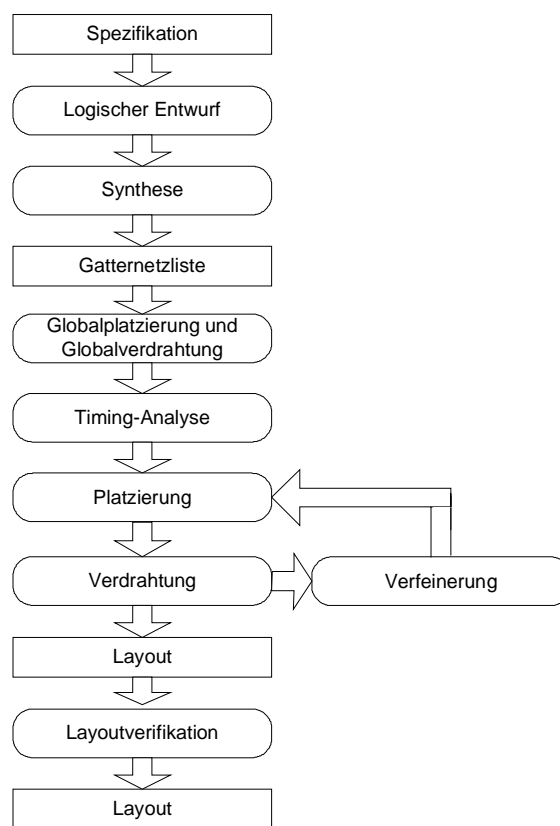 Spezifikation
Logischer Entwurf
Synthese
Gatternetzliste
Globalplatzierung und
Globalverdrahtung
Timing-Analyse
Platzierung
Verdrahtung
Verfeinerung
Layout
Layoutverifikation
Layout